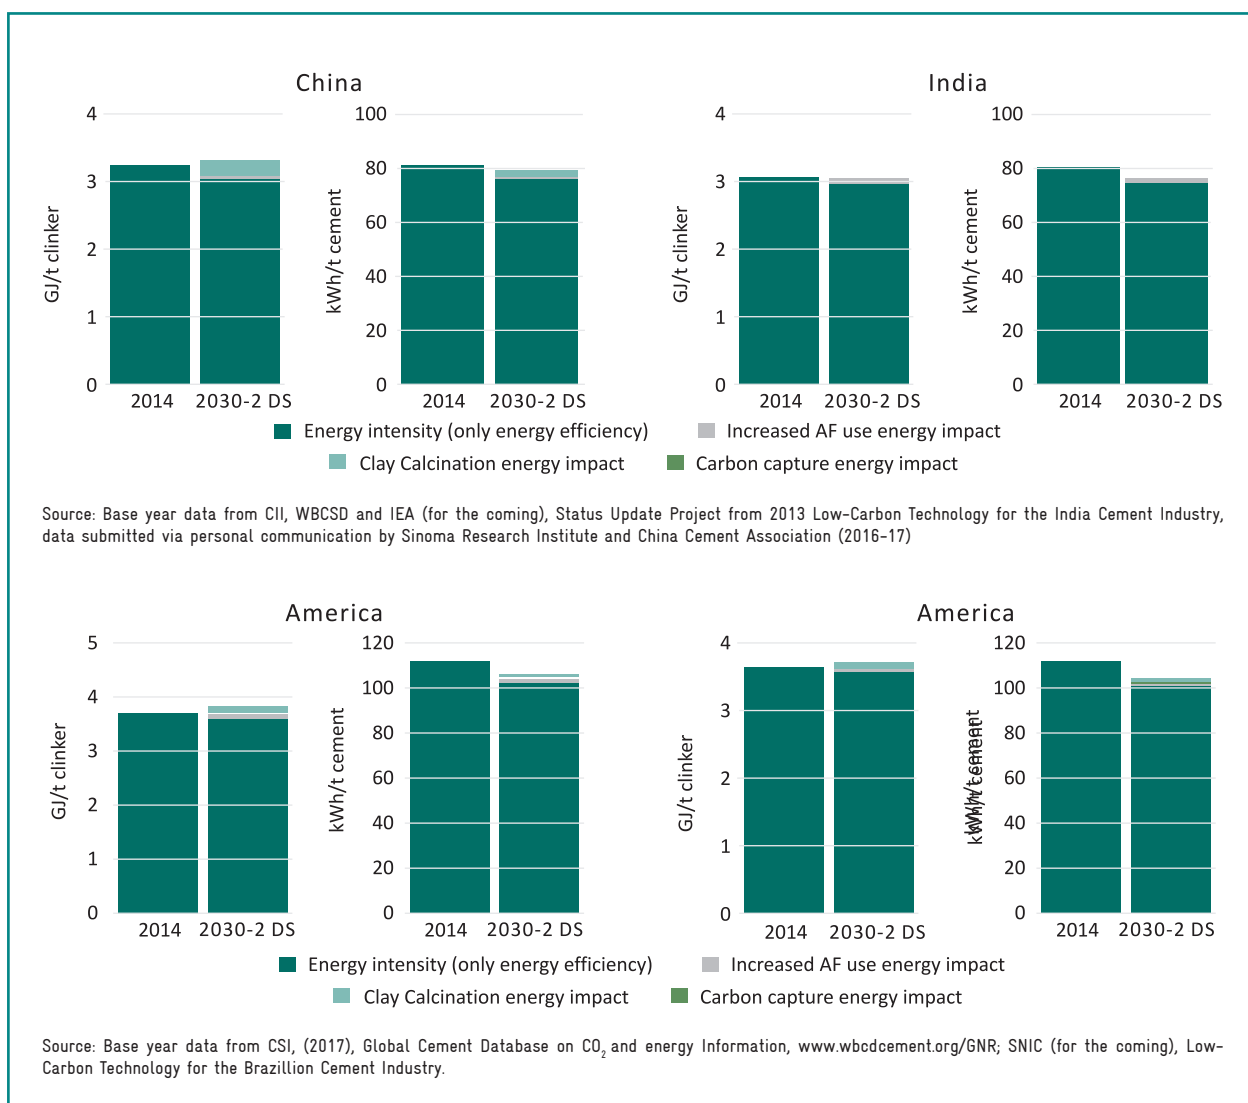 China
India
4
3
2
1
0
GJ/t clinker
2014
2030-2 DS
100
80
60
40
20
0
kWh/t cement
2014
2030-2 DS
4
3
2
1
0
GJ/t clinker
2014
2030-2 DS
100
80
60
40
20
0
kWh/t cement
2014
2030-2 DS
Energy intensity (only energy efficiency)
Increased AF use energy impact
Clay Calcination energy impact
Carbon capture energy impact
Source: Base year data from CII, WBCSD and IEA (for the coming), Status Update Project from 2013 Low-Carbon Technology for the India Cement Industry,
data submitted via personal communication by Sinoma Research Institute and China Cement Association (2016-17)
America
America
5
4
3
2
1
0
GJ/t clinker
2014
2030-2 DS
120
100
80
60
40
20
0
kWh/t cement
2014
2030-2 DS
4
3
2
1
0
GJ/t clinker
2014
2030-2 DS
120
100
80
60
40
20
0
kWh/t cement
kWh/t cement
2014
2030-2 DS
Energy intensity (only energy efficiency)
Increased AF use energy impact
Clay Calcination energy impact
Carbon capture energy impact
Source: Base year data from CSI, (2017), Global Cement Database on CO₂ and energy Information, www.wbcdcement.org/GNR; SNIC (for the coming), Low-
Carbon Technology for the Brazillion Cement Industry.